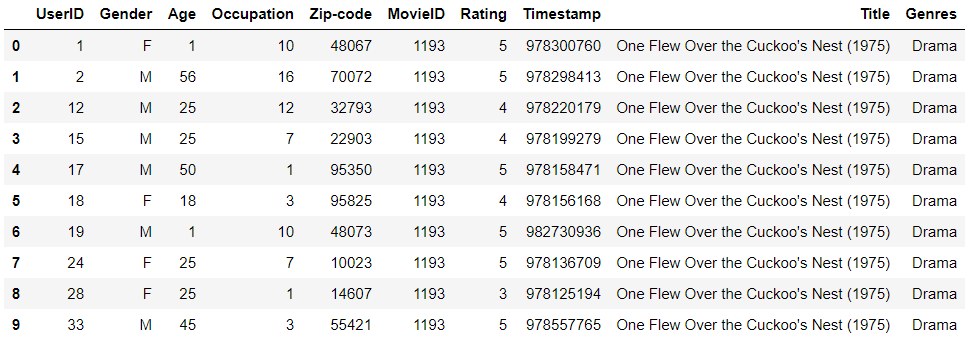 UserID Gender Age Occupation Zip-code MovieID Rating Timestamp Title Genres
0 1 F 1 10 48067 1193 5 978300760 One Flew Over the Cuckoo's Nest (1975) Drama
1 2 M 56 16 70072 1193 5 978298413 One Flew Over the Cuckoo's Nest (1975) Drama
2 12 M 25 12 32793 1193 4 978220179 One Flew Over the Cuckoo's Nest (1975) Drama
3 15 M 25 7 22903 1193 4 978199279 One Flew Over the Cuckoo's Nest (1975) Drama
4 17 M 50 1 95350 1193 5 978158471 One Flew Over the Cuckoo's Nest (1975) Drama
5 18 F 18 3 95825 1193 4 978156168 One Flew Over the Cuckoo's Nest (1975) Drama
6 19 M 1 10 48073 1193 5 982730936 One Flew Over the Cuckoo's Nest (1975) Drama
7 24 F 25 7 10023 1193 5 978136709 One Flew Over the Cuckoo's Nest (1975) Drama
8 28 F 25 1 14607 1193 3 978125194 One Flew Over the Cuckoo's Nest (1975) Drama
9 33 M 45 3 55421 1193 5 978557765 One Flew Over the Cuckoo's Nest (1975) Drama